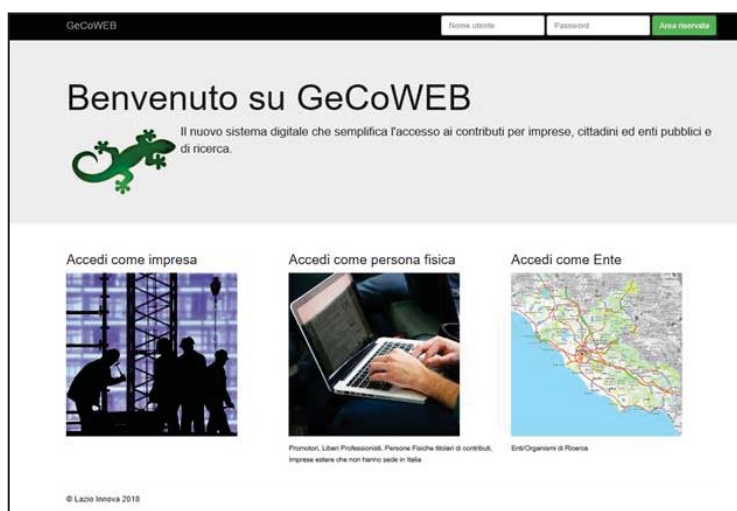 GeCoWEB
Nome utente
Password
Area riservata
Benvenuto su GeCoWEB
Il nuovo sistema digitale che semplifica l'accesso ai contributi per imprese, cittadini ed enti pubblici e
di ricerca.
Accedi come impresa
Accedi come persona fisica
Accedi come Ente
Promotori, Liberi Professionisti, Persone Fisiche titolari di contributi,
Imprese estere che non hanno sede in Italia
Enti/Organismi di Ricerca
© Lazio Innova 2018